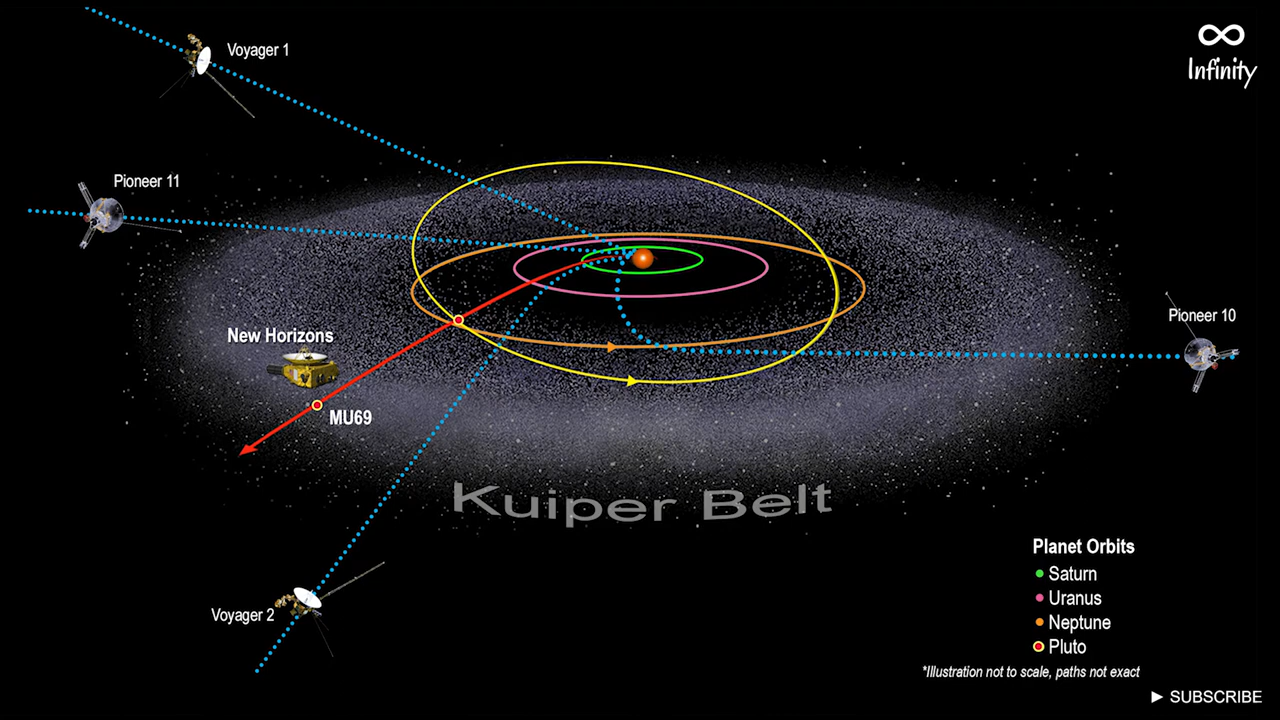 Voyager 1
∞
Infinity
Pioneer 11
Pioneer 10
New Horizons
MU69
Kuiper Belt
Voyager 2
Planet Orbits
Saturn
Uranus
Neptune
Pluto
*Illustration not to scale, paths not exact
► SUBSCRIBE